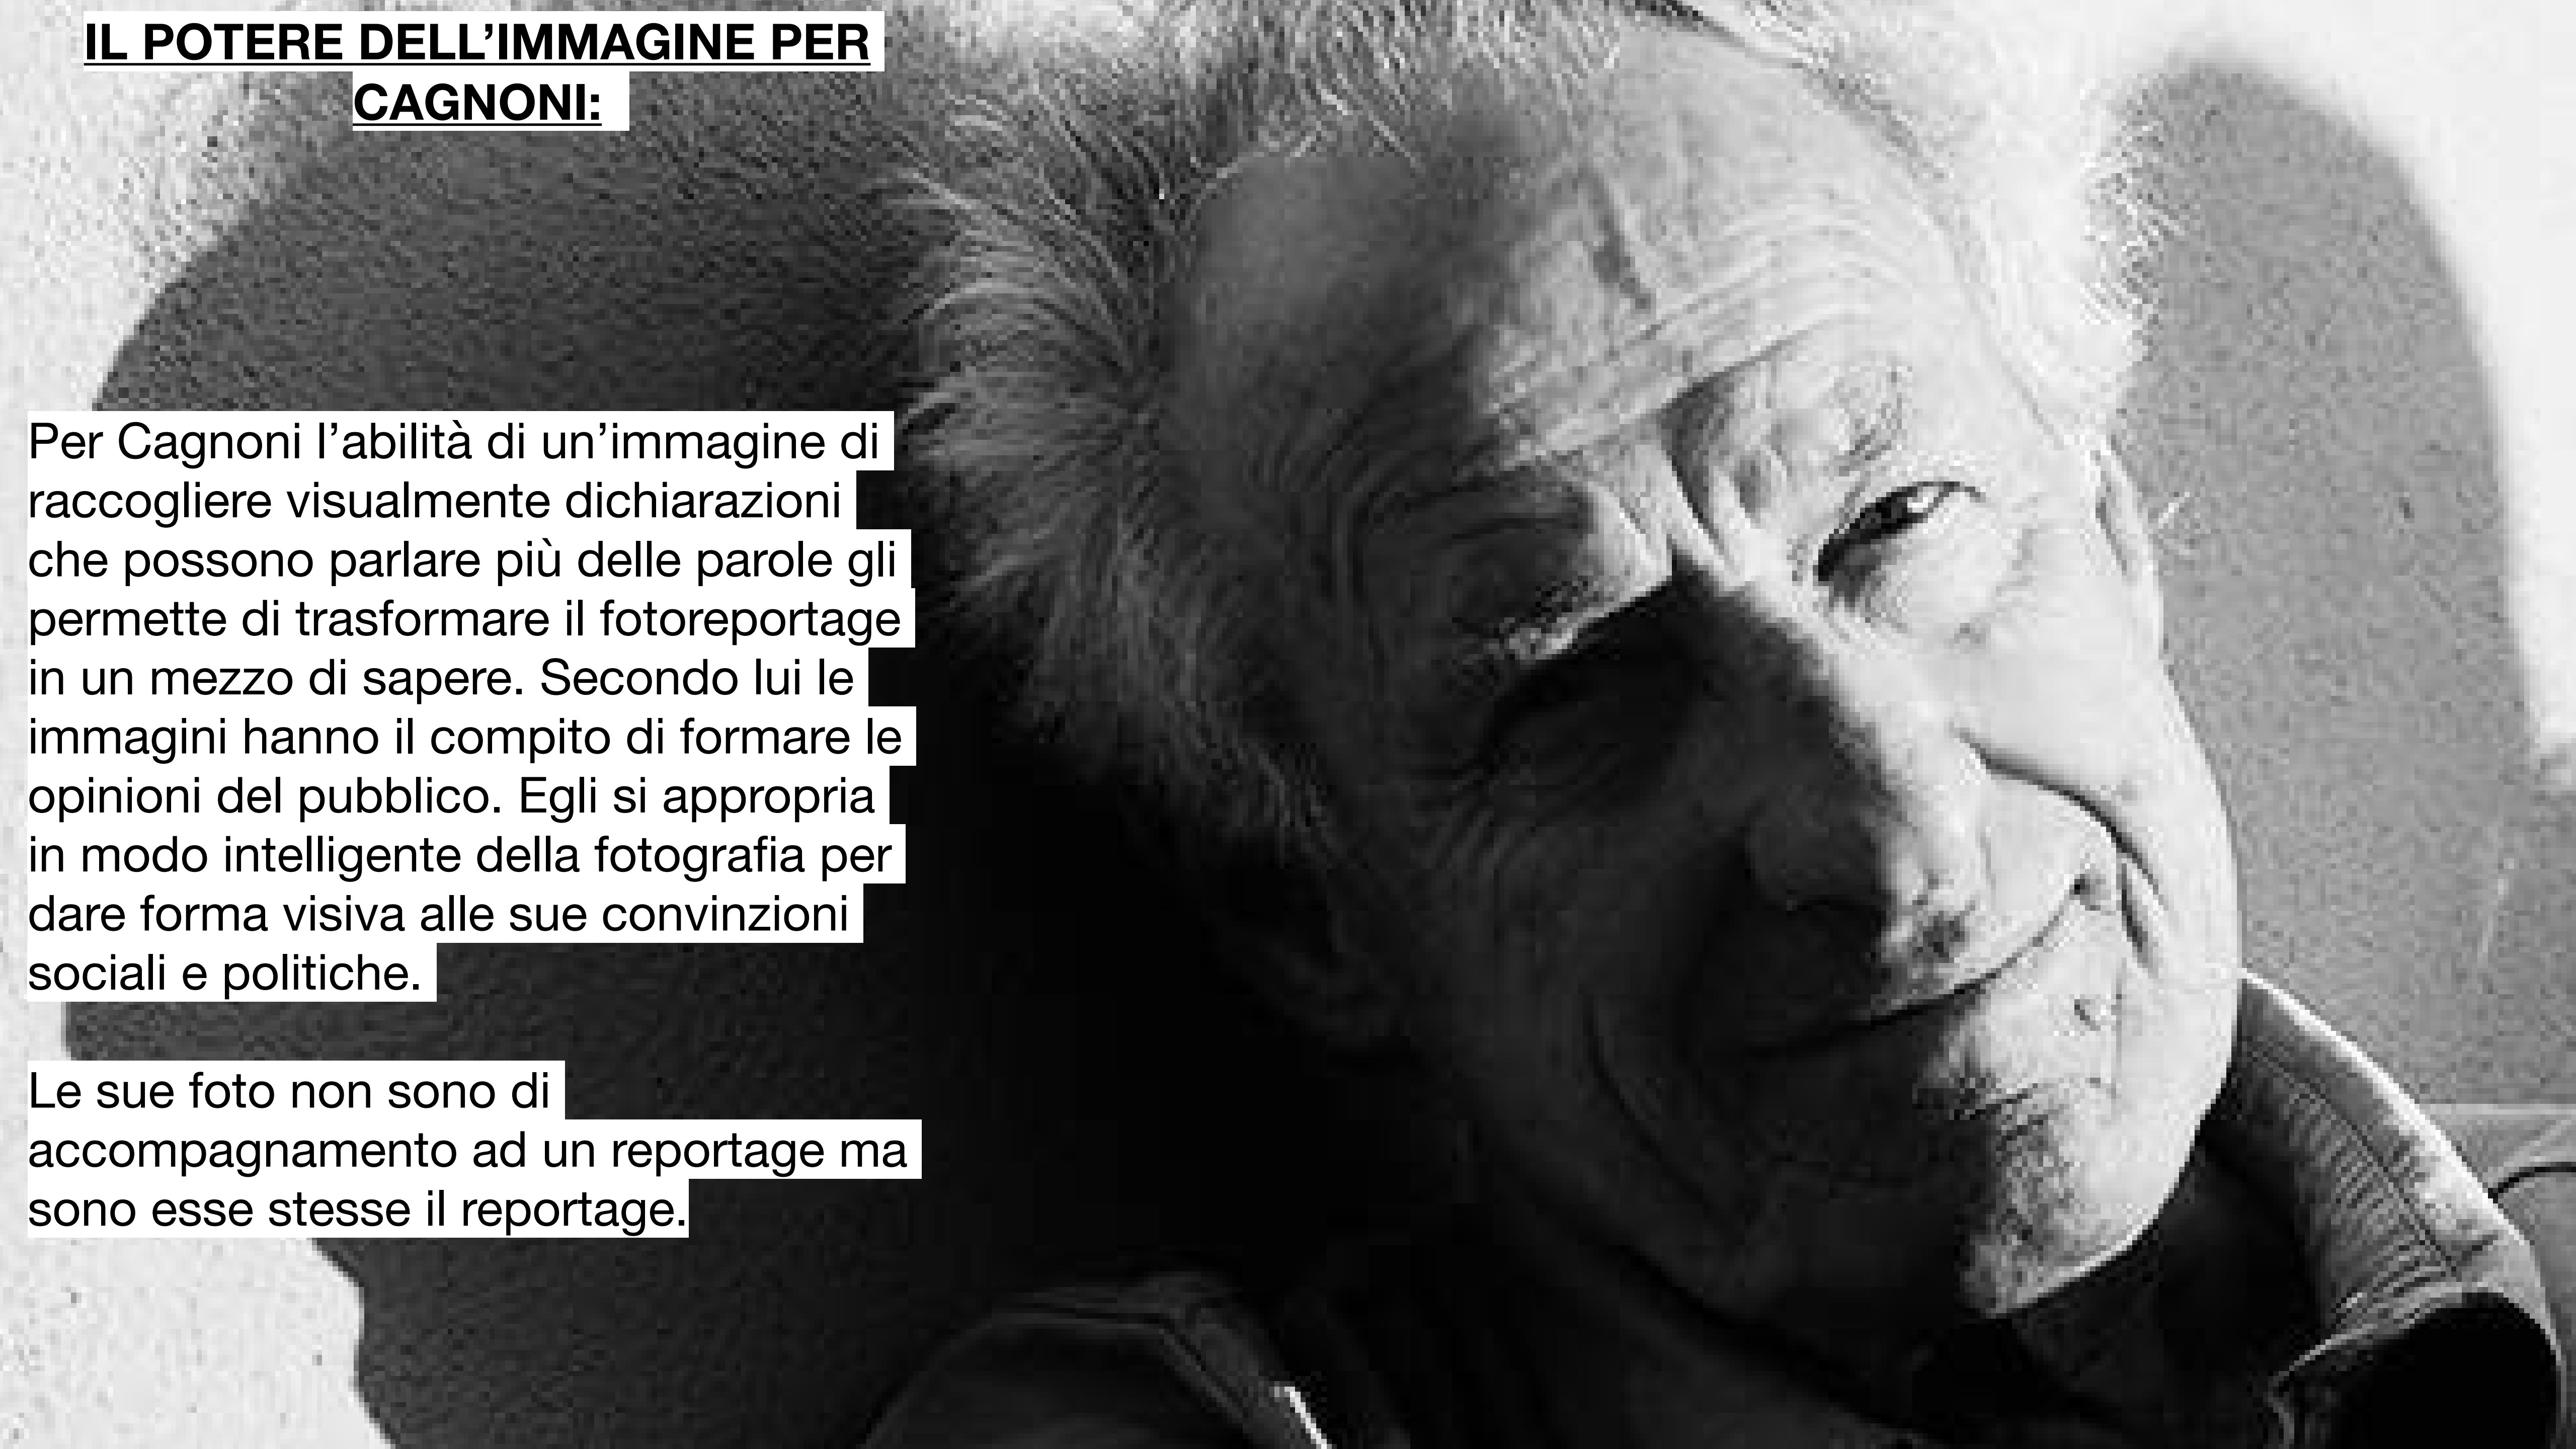 IL POTERE DELL’IMMAGINE PER
CAGNONI:
Per Cagnoni l’abilità di un’immagine di
raccogliere visualmente dichiarazioni
che possono parlare più delle parole gli
permette di trasformare il fotoreportage
in un mezzo di sapere. Secondo lui le
immagini hanno il compito di formare le
opinioni del pubblico. Egli si appropria
in modo intelligente della fotografia per
dare forma visiva alle sue convinzioni
sociali e politiche.
Le sue foto non sono di
accompagnamento ad un reportage ma
sono esse stesse il reportage.